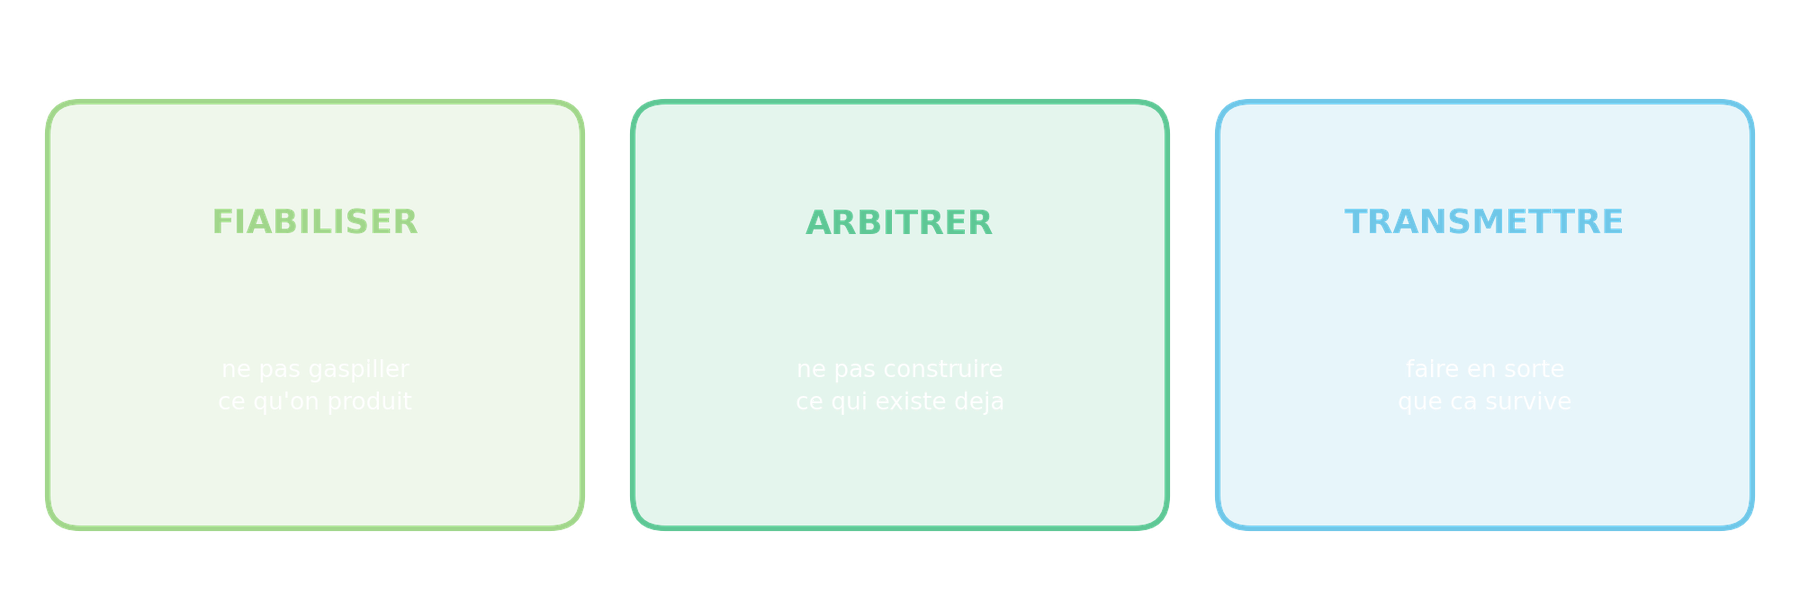 FIABILISER
ne pas gaspiller
ce qu'on produit
ARBITRER
ne pas construire
ce qui existe deja
TRANSMETTRE
faire en sorte
que ca survive